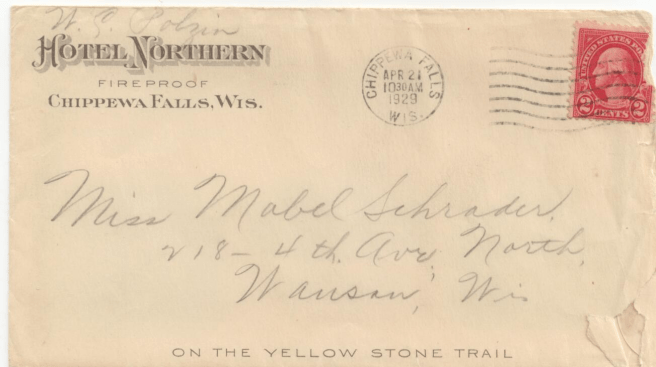 W. E. Polzin
HOTEL NORTHERN
FIREPROOF
CHIPPEWA FALLS, WIS.
CHIPPEWA FALLS
APR 21
10 30 AM
1929
WIS.
UNITED STATES POS
2 CENTS 2
Miss Mabel Schrader,
218 - 4th. Ave, North,
Wausau, Wis
ON THE YELLOW STONE TRAIL